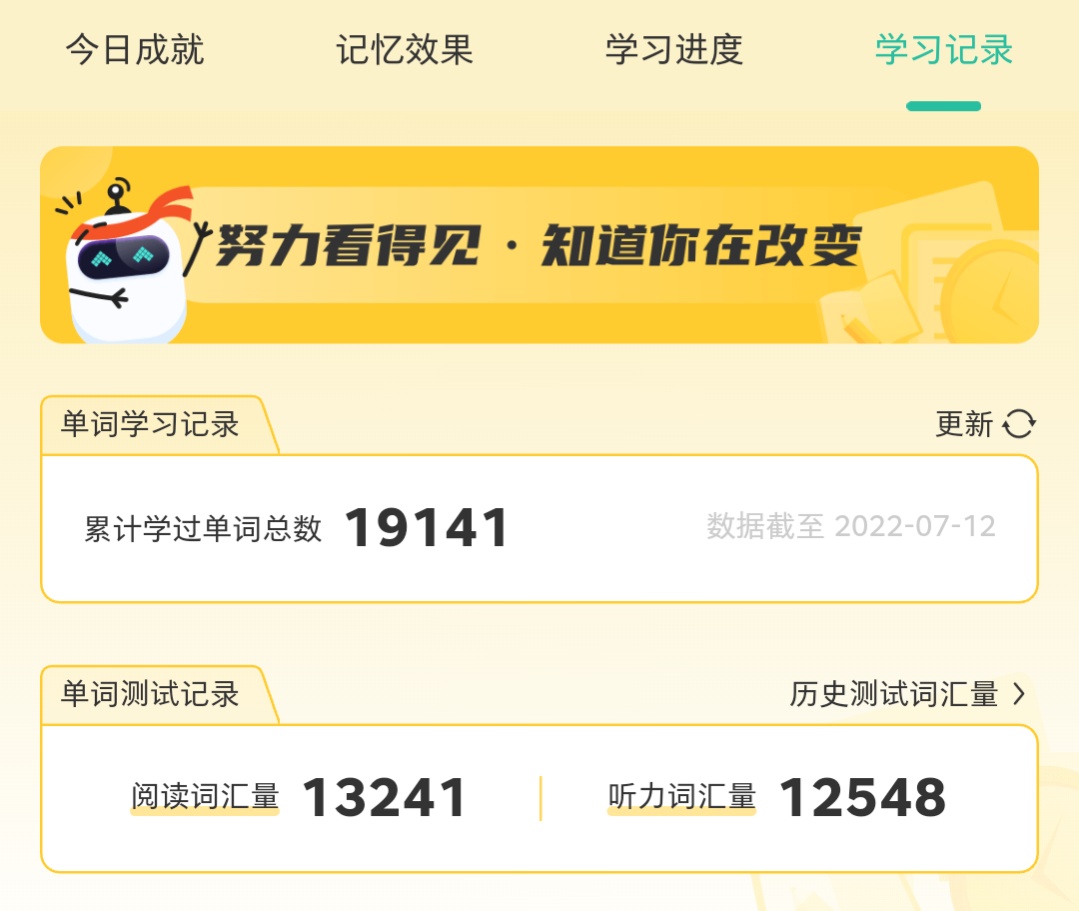 今日成就 记忆效果 学习进度 学习记录
努力看得见·知道你在改变
单词学习记录 更新
累计学过单词总数 19141 数据截至 2022-07-12
单词测试记录 历史测试词汇量
阅读词汇量 13241 听力词汇量 12548